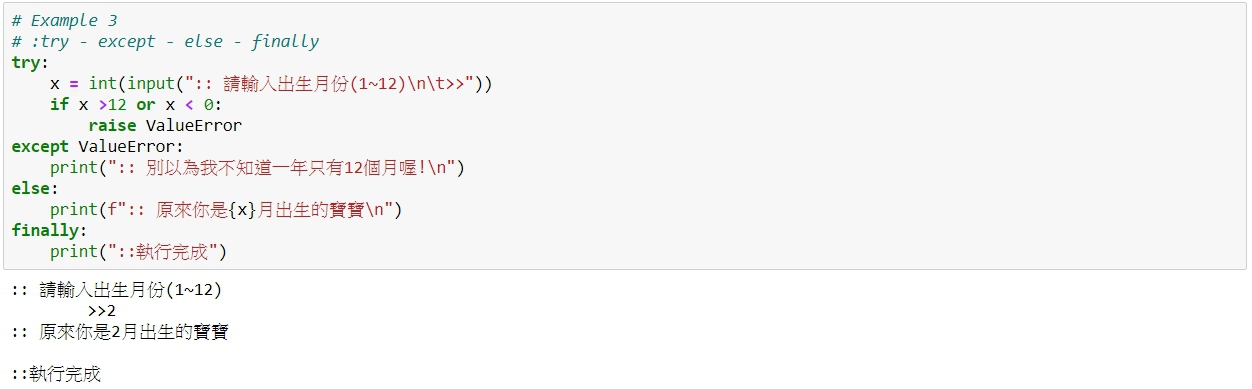 # Example 3
# :try - except - else - finally
try:
    x = int(input(":: 請輸入出生月份(1~12)\n\t>>"))
    if x >12 or x < 0:
        raise ValueError
except ValueError:
    print(":: 別以為我不知道一年只有12個月喔!\n")
else:
    print(f":: 原來你是{x}月出生的寶寶\n")
finally:
    print("::執行完成")
:: 請輸入出生月份(1~12)
        >>2
:: 原來你是2月出生的寶寶
::執行完成